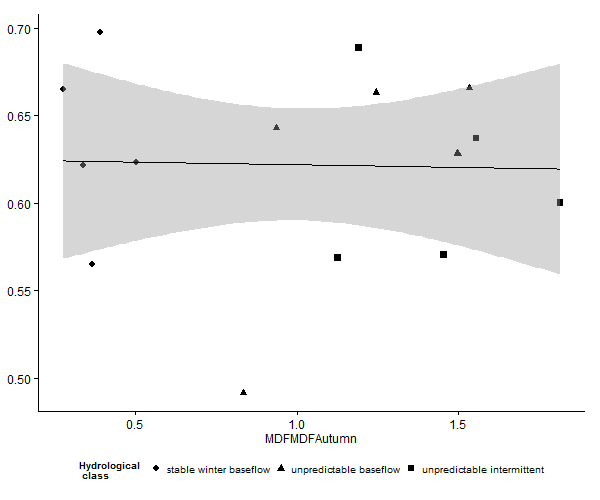 0.70
0.65
0.60
0.55
0.50
0.5 1.0 1.5
MDFMDFAutumn
Hydrological
class
stable winter baseflow unpredictable baseflow unpredictable intermittent